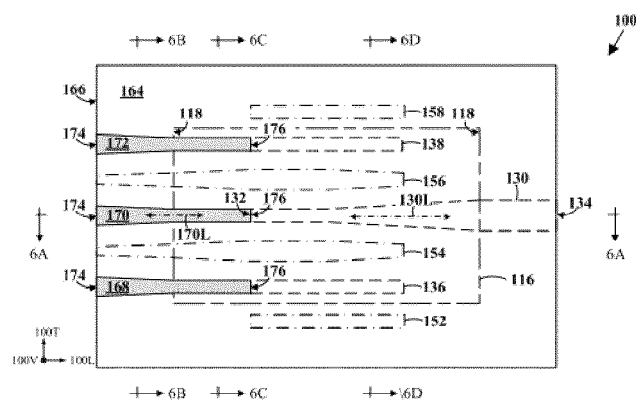 100
6B 6C 6D
166 164
118 158 118
174 172 176 138
156
132 176 130
174 170 134
170L 130L
6A 6A
154
174 176 116
168 136
100T 152
100V 100L
6B 6C \6D